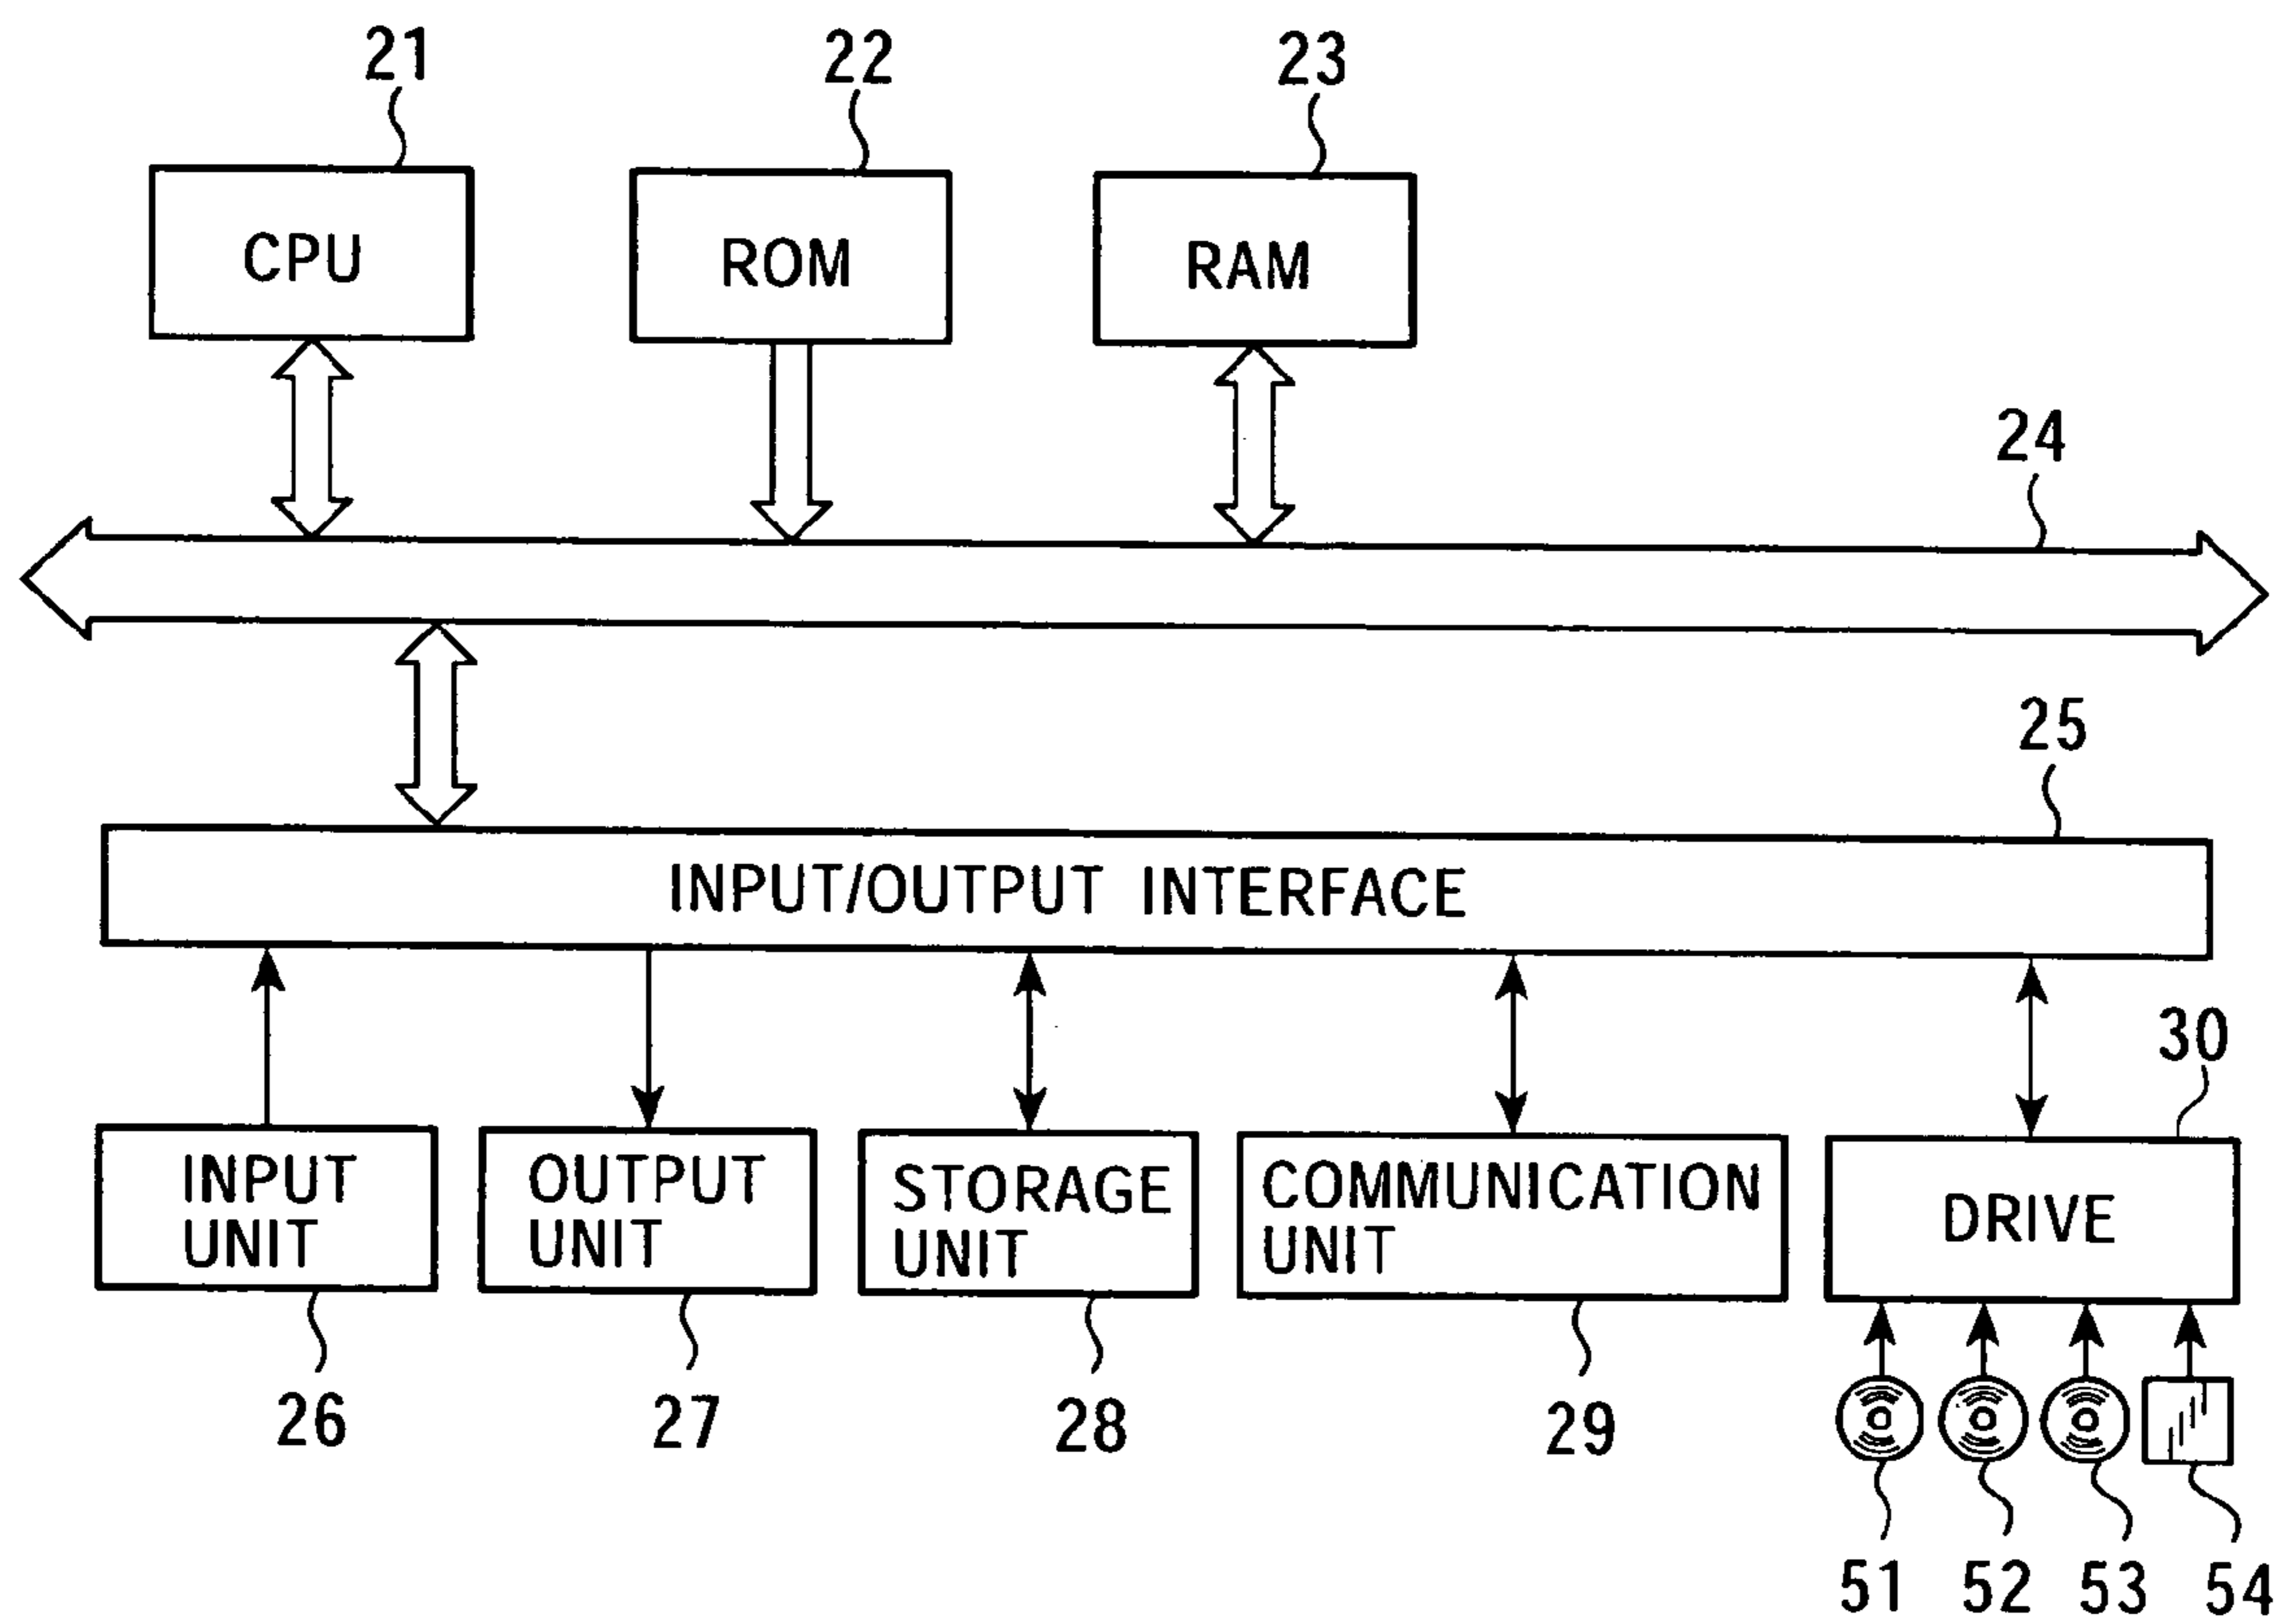 21
22
23
CPU
ROM
RAM
24
25
INPUT/OUTPUT INTERFACE
30
INPUT
UNIT
OUTPUT
UNIT
STORAGE
UNIT
COMMUNICATION
UNIT
DRIVE
26
27
28
29
51
52
53
54